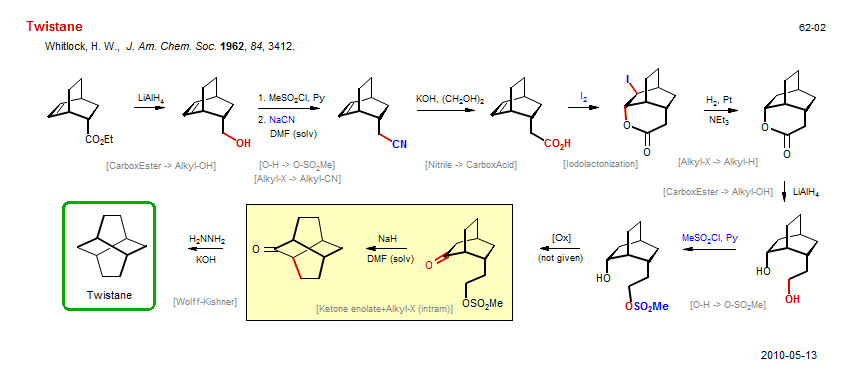 Twistane
62-02
Whitlock, H. W., J. Am. Chem. Soc. 1962, 84, 3412.
CO₂Et
LiAlH₄
[CarboxEster -> Alkyl-OH]
OH
1. MeSO₂Cl, Py
2. NaCN
DMF (solv)
[O-H -> O-SO₂Me]
[Alkyl-X -> Alkyl-CN]
CN
KOH, (CH₂OH)₂
[Nitrile -> CarboxAcid]
CO₂H
I₂
[Iodolactonization]
I
O
O
H₂, Pt
NEt₃
[Alkyl-X -> Alkyl-H]
O
O
[CarboxEster -> Alkyl-OH]
LiAlH₄
HO
OH
MeSO₂Cl, Py
[O-H -> O-SO₂Me]
HO
OSO₂Me
[Ox]
(not given)
O
OSO₂Me
NaH
DMF (solv)
[Ketone enolate+Alkyl-X (intram)]
O
H₂NNH₂
KOH
[Wolff-Kishner]
Twistane
2010-05-13